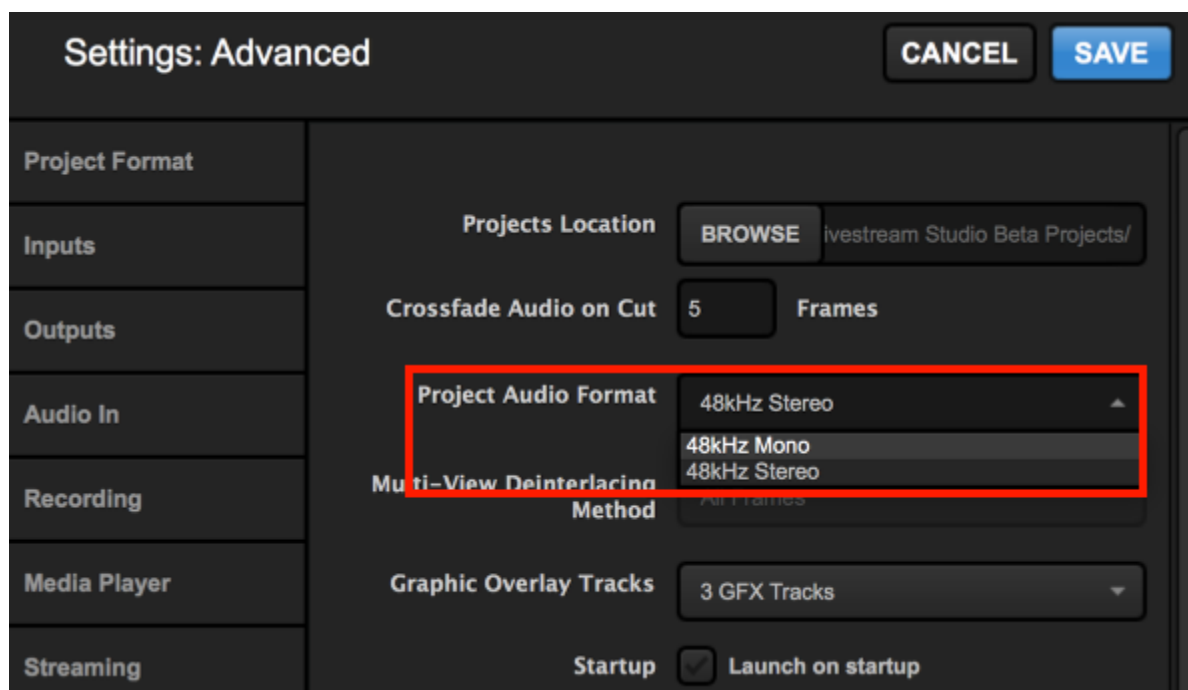 Settings: Advanced
CANCEL
SAVE
Project Format
Inputs
Outputs
Audio In
Recording
Media Player
Streaming
Projects Location
BROWSE
ivestream Studio Beta Projects/
Crossfade Audio on Cut
5
Frames
Project Audio Format
48kHz Stereo
48kHz Mono
48kHz Stereo
Multi-View Deinterlacing
Method
All Frames
Graphic Overlay Tracks
3 GFX Tracks
Startup
Launch on startup